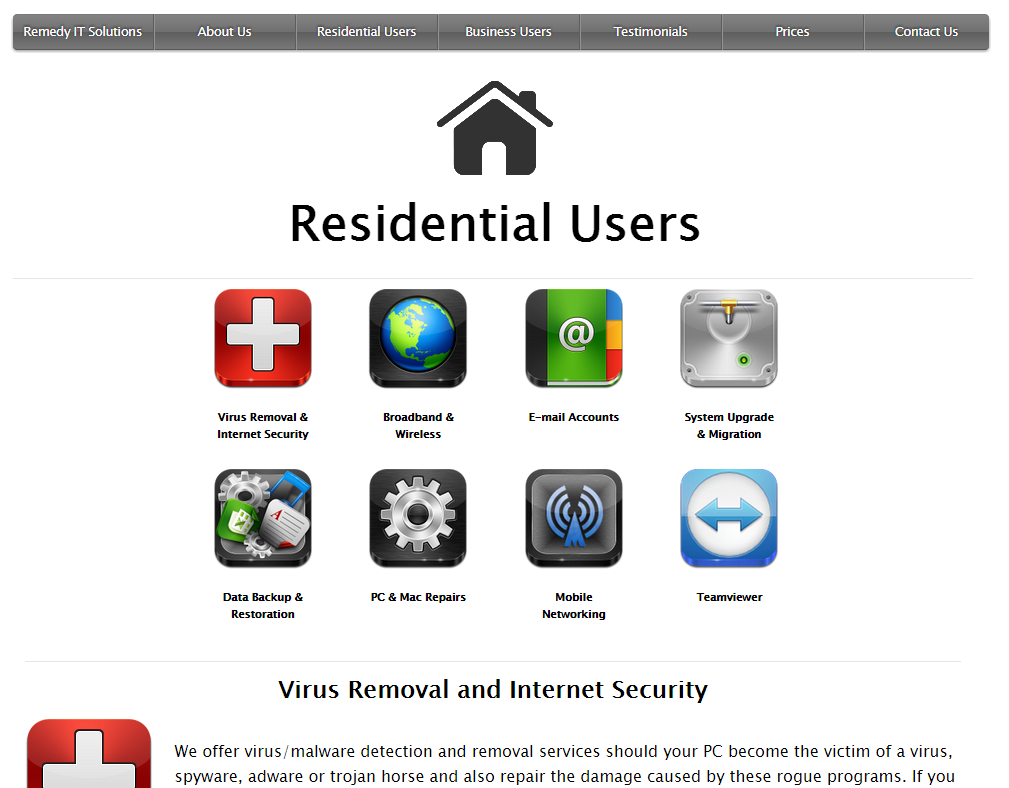 Remedy IT Solutions About Us Residential Users Business Users Testimonials Prices Contact Us
Residential Users
Virus Removal & Internet Security
Broadband & Wireless
E-mail Accounts
System Upgrade & Migration
Data Backup & Restoration
PC & Mac Repairs
Mobile Networking
Teamviewer
Virus Removal and Internet Security
We offer virus/malware detection and removal services should your PC become the victim of a virus,
spyware, adware or trojan horse and also repair the damage caused by these rogue programs. If you